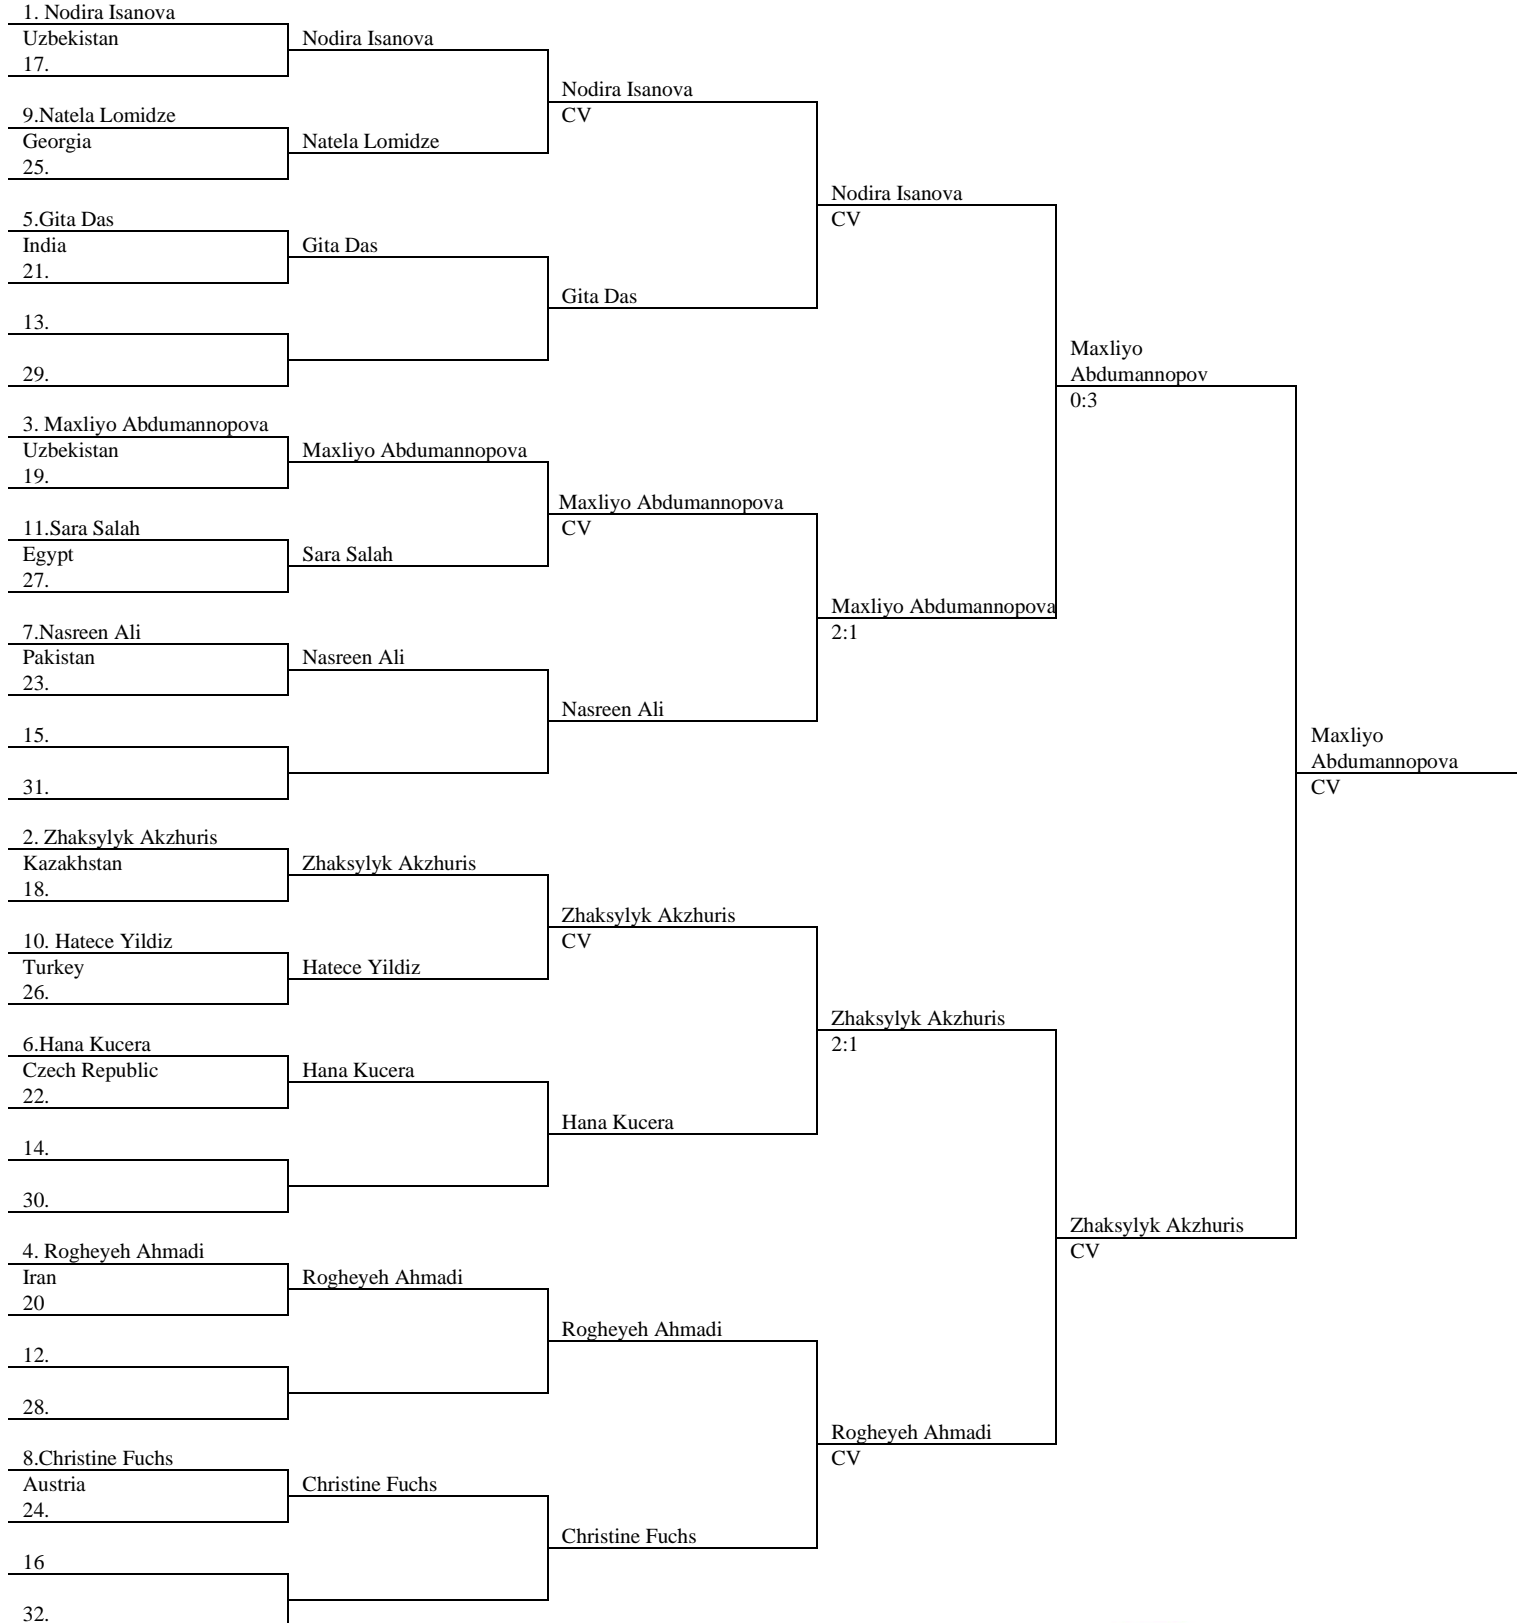 1. Nodira Isanova
Uzbekistan
17.
9.Natela Lomidze
Georgia
25.
5.Gita Das
India
21.
13.
29.
3. Maxliyo Abdumannopova
Uzbekistan
19.
11.Sara Salah
Egypt
27.
7.Nasreen Ali
Pakistan
23.
15.
31.
2. Zhaksylyk Akzhuris
Kazakhstan
18.
10. Hatece Yildiz
Turkey
26.
6.Hana Kucera
Czech Republic
22.
14.
30.
4. Rogheyeh Ahmadi
Iran
20
12.
28.
8.Christine Fuchs
Austria
24.
16
32.
Nodira Isanova
Natela Lomidze
Gita Das
Maxliyo Abdumannopova
Sara Salah
Nasreen Ali
Zhaksylyk Akzhuris
Hatece Yildiz
Hana Kucera
Rogheyeh Ahmadi
Christine Fuchs
Nodira Isanova
CV
Gita Das
Maxliyo Abdumannopova
CV
Nasreen Ali
Zhaksylyk Akzhuris
CV
Hana Kucera
Rogheyeh Ahmadi
Christine Fuchs
Nodira Isanova
CV
Maxliyo Abdumannopova
2:1
Zhaksylyk Akzhuris
2:1
Rogheyeh Ahmadi
CV
Maxliyo
Abdumannopov
0:3
Zhaksylyk Akzhuris
CV
Maxliyo
Abdumannopova
CV